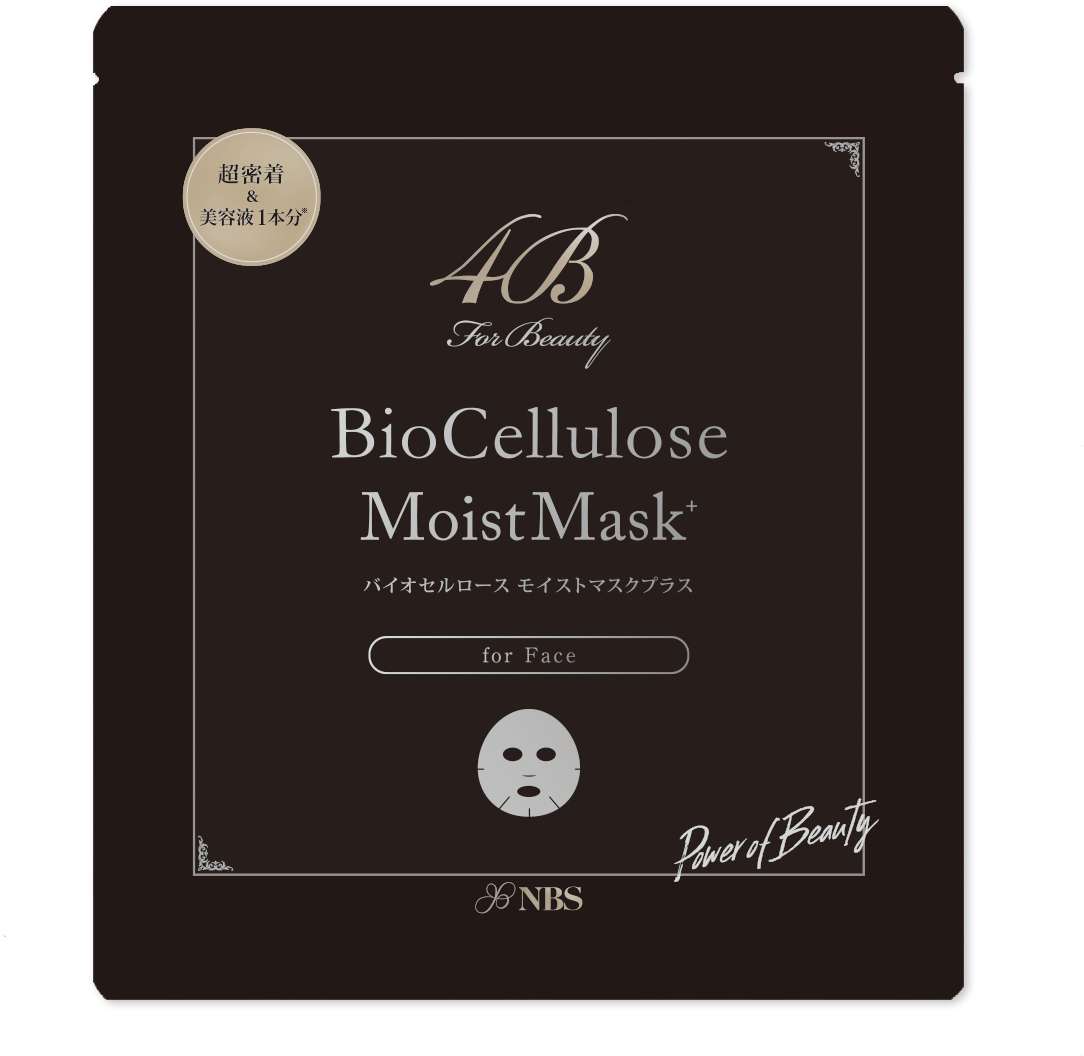 超密着
&
美容液1本分※
4B
For Beauty
BioCellulose
MoistMask+
バイオセルロース モイストマスクプラス
for Face
Power of Beauty
NBS